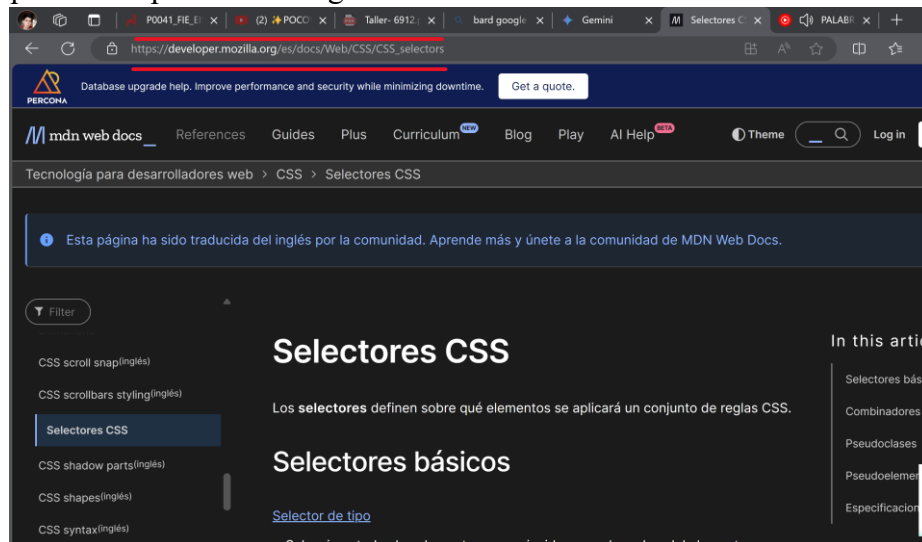 P0041_FIE_E
(2) ✨POCO
Taller- 6912.
bard google
Gemini
Selectores C
PALABR
https://developer.mozilla.org/es/docs/Web/CSS/CSS_selectors
PERCONA
Database upgrade help. Improve performance and security while minimizing downtime.
Get a quote.
mdn web docs_
References Guides Plus Curriculum NEW Blog Play AI Help BETA
Theme
Log in
Tecnología para desarrolladores web > CSS > Selectores CSS
Esta página ha sido traducida del inglés por la comunidad. Aprende más y únete a la comunidad de MDN Web Docs.
Filter
CSS scroll snap(inglés)
CSS scrollbars styling(inglés)
Selectores CSS
CSS shadow parts(inglés)
CSS shapes(inglés)
CSS syntax(inglés)
Selectores CSS
Los selectores definen sobre qué elementos se aplicará un conjunto de reglas CSS.
Selectores básicos
Selector de tipo
In this arti
Selectores bás
Combinadores
Pseudoclases
Pseudoelemen
Especificacion